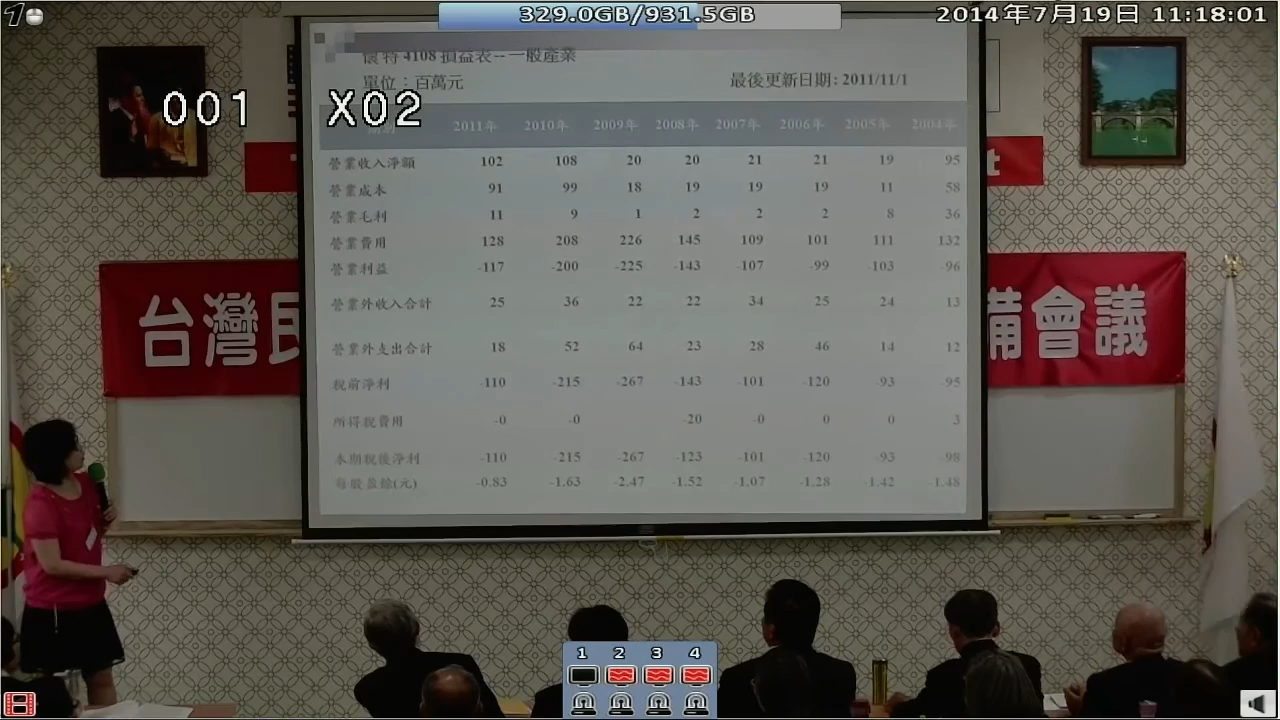 1
329.0GB/931.5GB
2014年7月19日 11:18:01
001 X02
懷特 4108 損益表--一般產業
單位：百萬元
最後更新日期: 2011/11/1
2011年 2010年 2009年 2008年 2007年 2006年 2005年 2004年
營業收入淨額 102 108 20 20 21 21 19 95
營業成本 91 99 18 19 19 19 11 58
營業毛利 11 9 1 2 2 2 8 36
營業費用 128 208 226 145 109 101 111 132
營業利益 -117 -200 -225 -143 -107 -99 -103 -96
營業外收入合計 25 36 22 22 34 25 24 13
營業外支出合計 18 52 64 23 28 46 14 12
稅前淨利 -110 -215 -267 -143 -101 -120 -93 -95
所得稅費用 -0 -0 -20 -0 0 0 3
本期稅後淨利 -110 -215 -267 -123 -101 -120 -93 -98
每股盈餘(元) -0.83 -1.63 -2.47 -1.52 -1.07 -1.28 -1.42 -1.48
t
台灣民
備會議
1 2 3 4